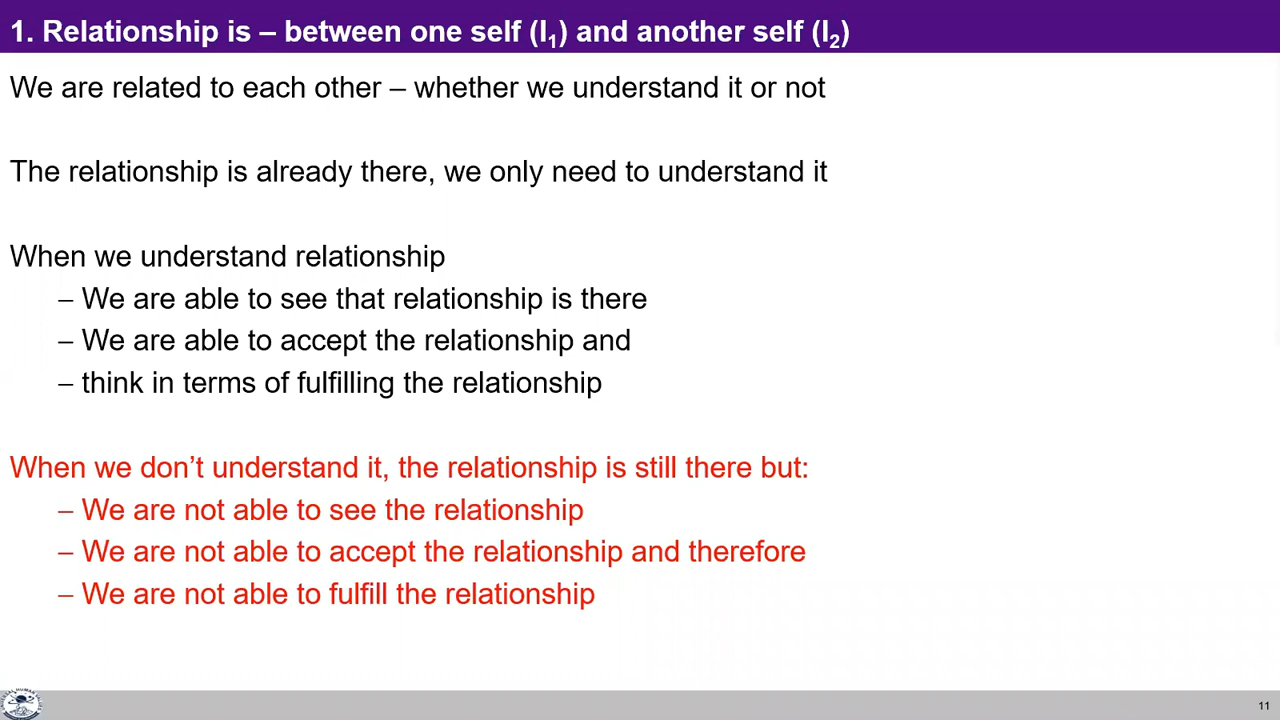 1. Relationship is – between one self (I₁) and another self (I₂)
We are related to each other – whether we understand it or not
The relationship is already there, we only need to understand it
When we understand relationship
– We are able to see that relationship is there
– We are able to accept the relationship and
– think in terms of fulfilling the relationship
When we don’t understand it, the relationship is still there but:
– We are not able to see the relationship
– We are not able to accept the relationship and therefore
– We are not able to fulfill the relationship
11